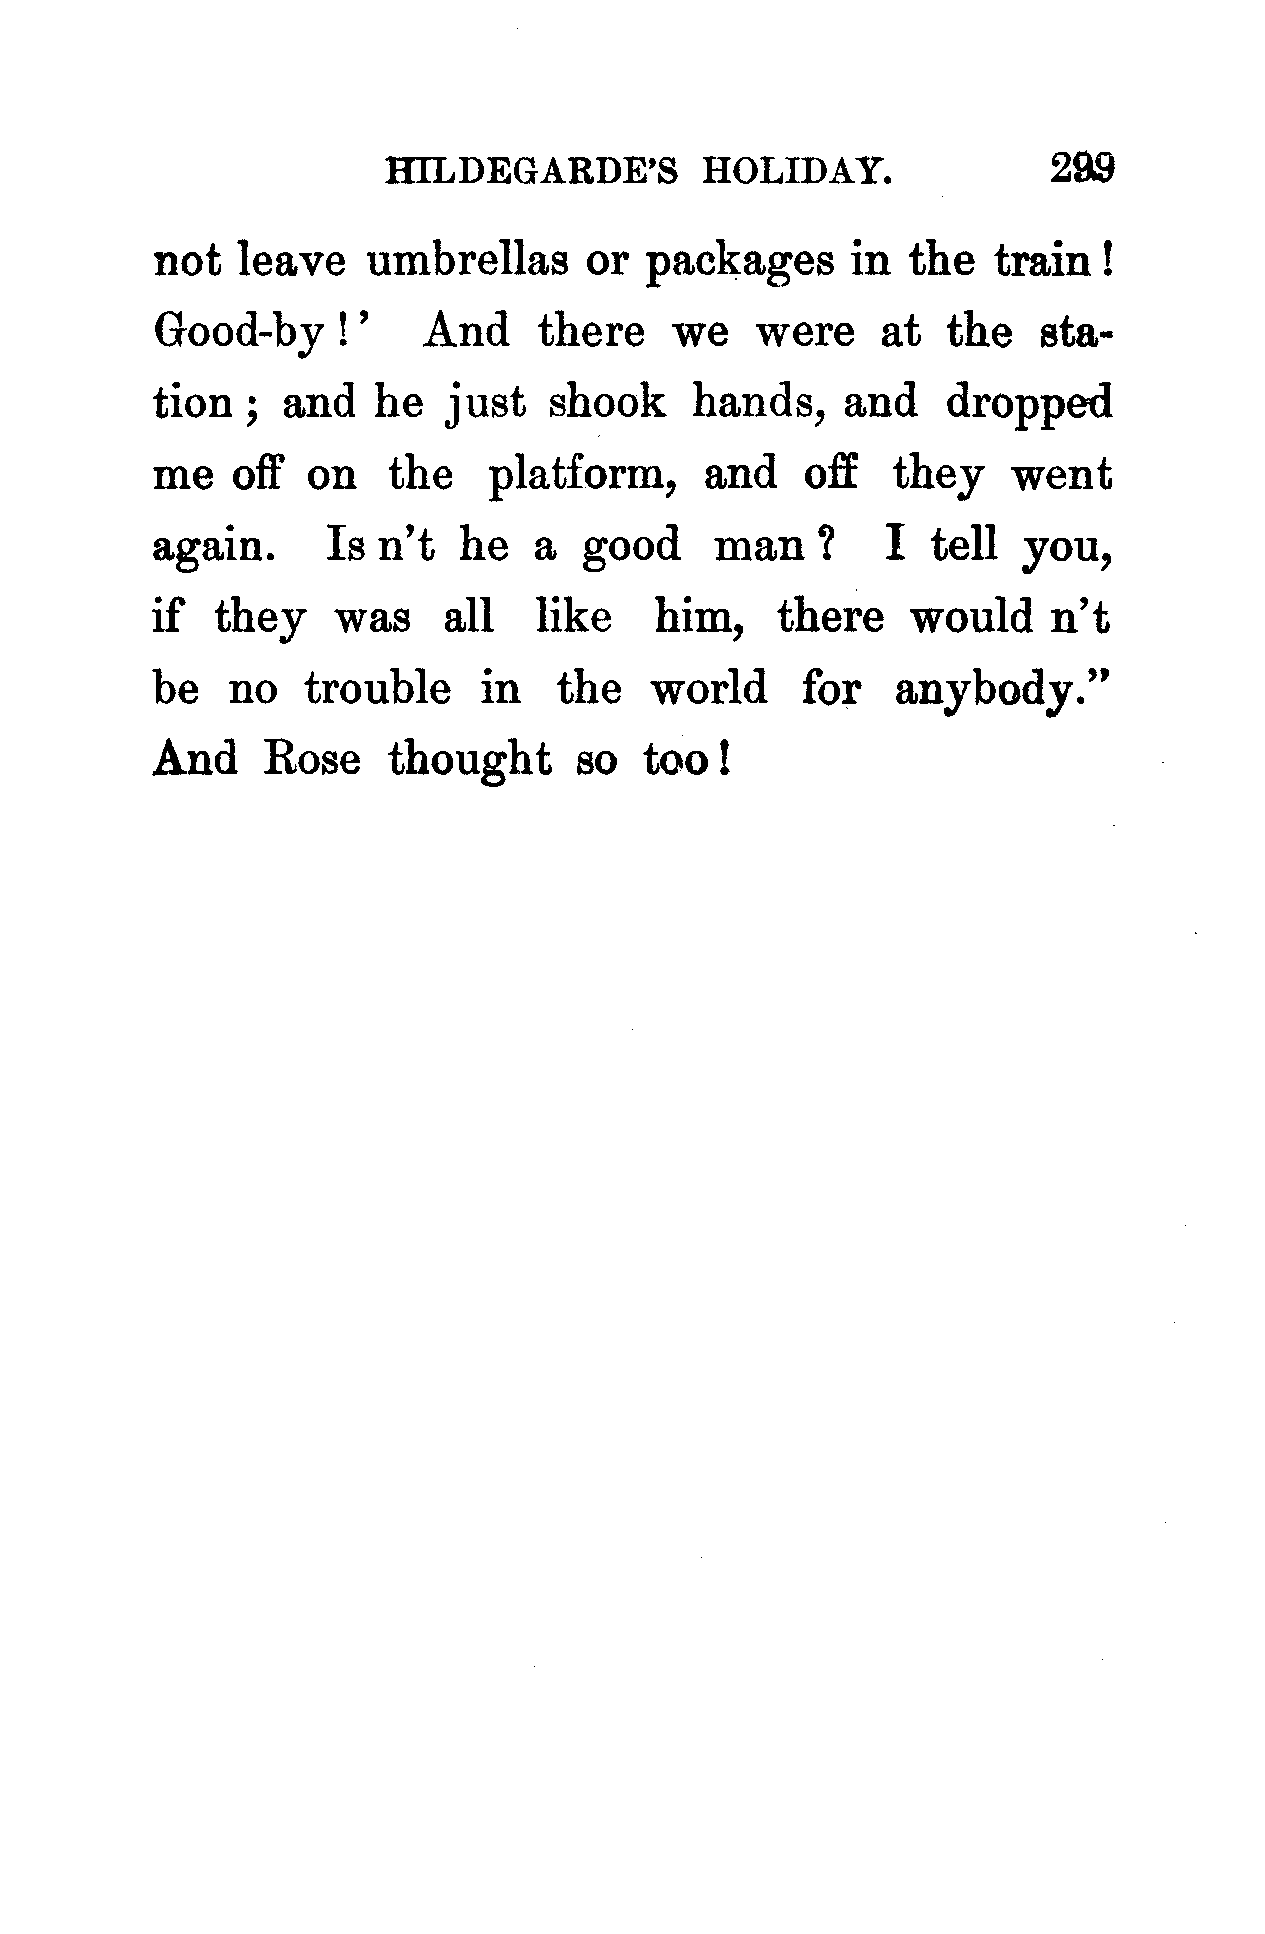 HILDEGARDE'S HOLIDAY. 299
not leave umbrellas or packages in the train!
Good-by!' And there we were at the sta-
tion; and he just shook hands, and dropped
me off on the platform, and off they went
again. Is n't he a good man? I tell you,
if they was all like him, there would n't
be no trouble in the world for anybody."
And Rose thought so too!